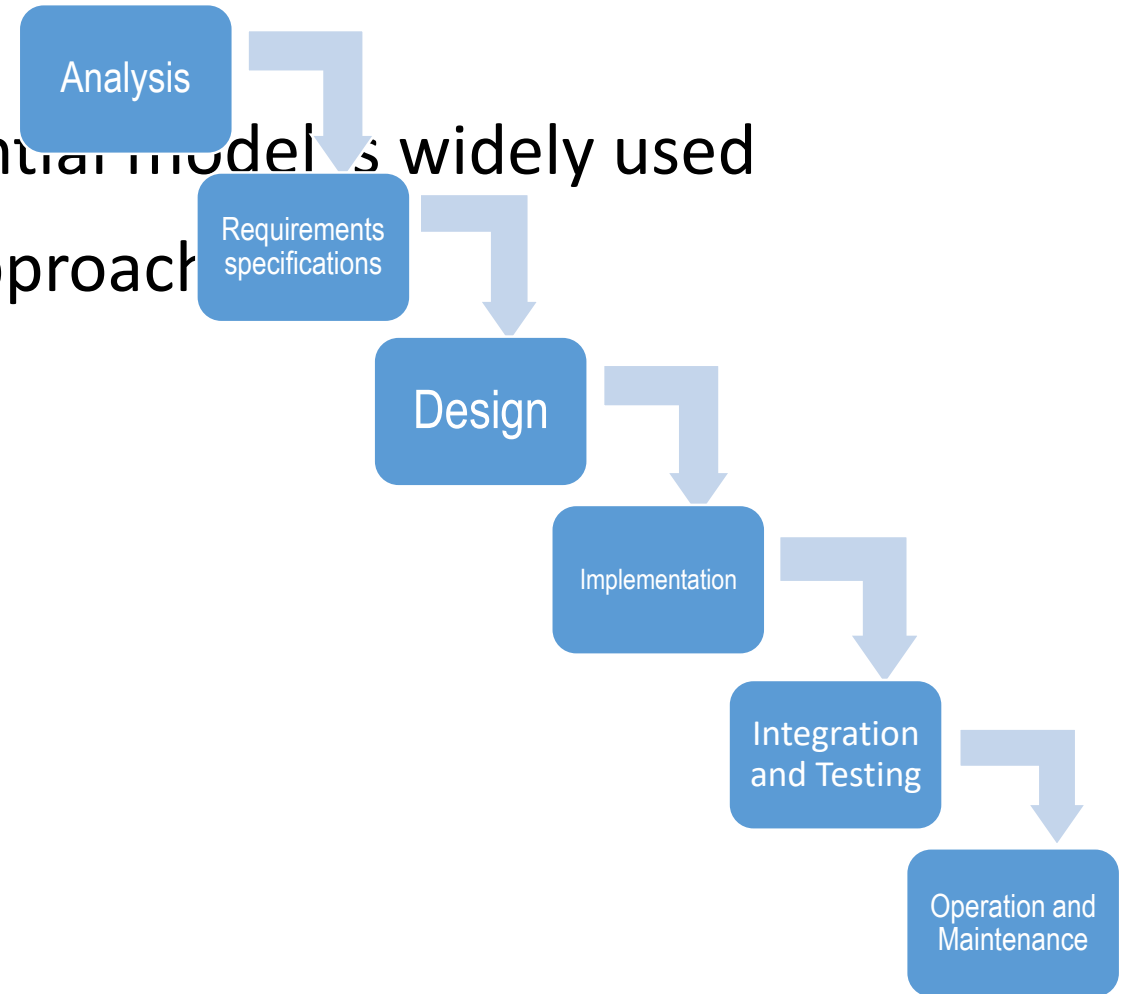 Analysis
widely used
Requirements
specifications
Design
Implementation
Integration
and Testing
Operation and
Maintenance